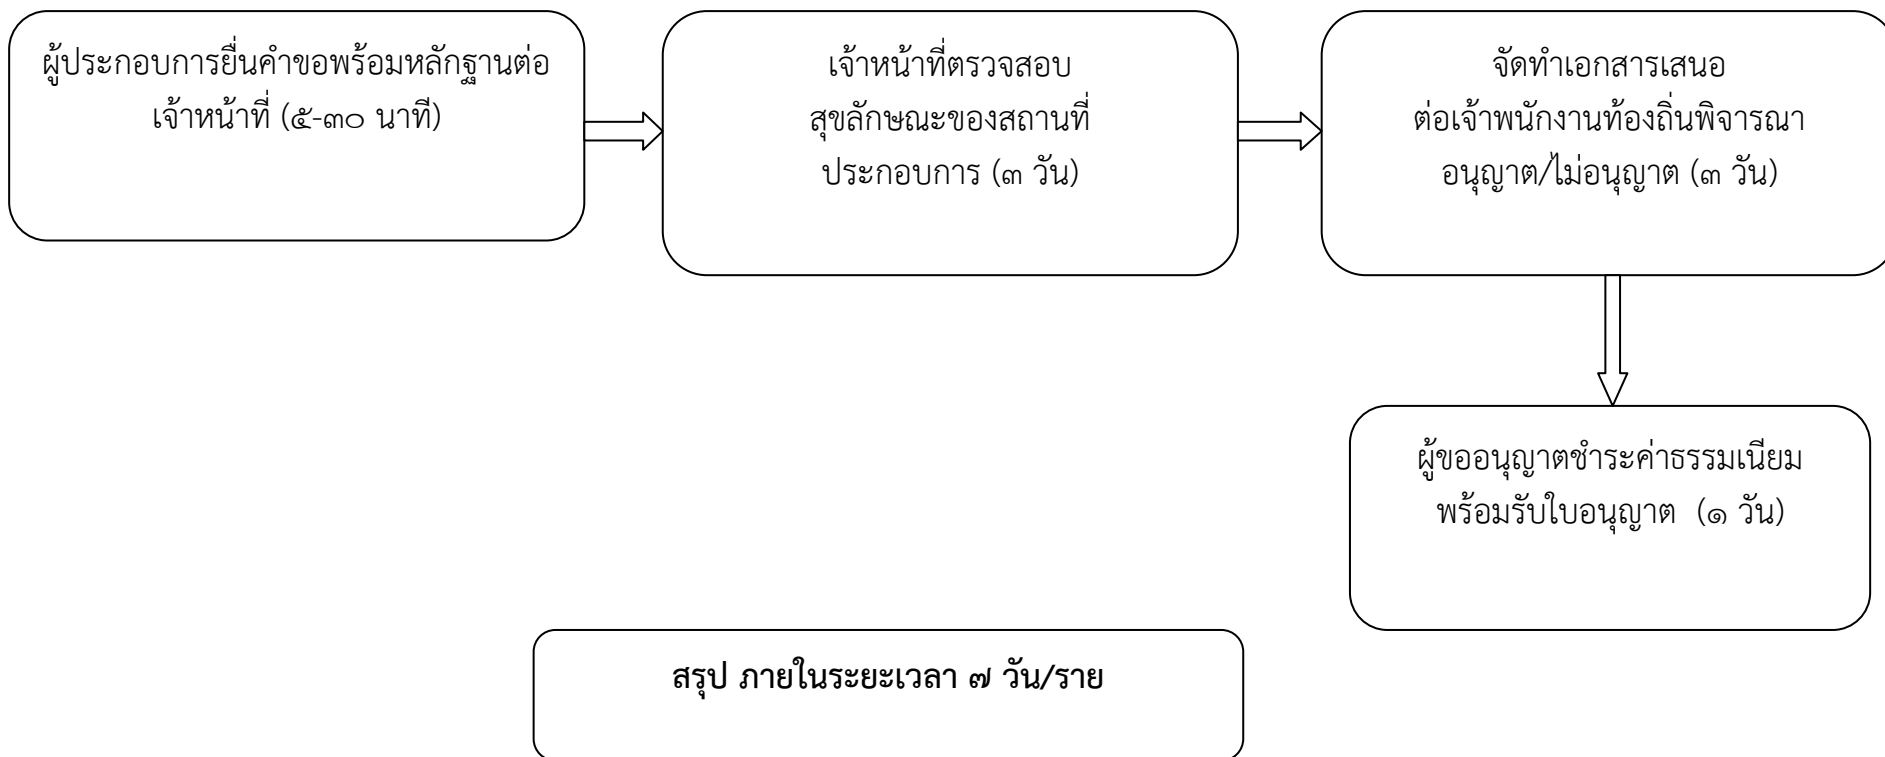 ผู้ประกอบการยื่นคำขอพร้อมหลักฐานต่อ
เจ้าหน้าที่ (๕-๓๐ นาที)
เจ้าหน้าที่ตรวจสอบ
สุขลักษณะของสถานที่
ประกอบการ (๓ วัน)
จัดทำเอกสารเสนอ
ต่อเจ้าพนักงานท้องถิ่นพิจารณา
อนุญาต/ไม่อนุญาต (๓ วัน)
ผู้ขออนุญาตชำระค่าธรรมเนียม
พร้อมรับใบอนุญาต (๑ วัน)
สรุป ภายในระยะเวลา ๗ วัน/ราย